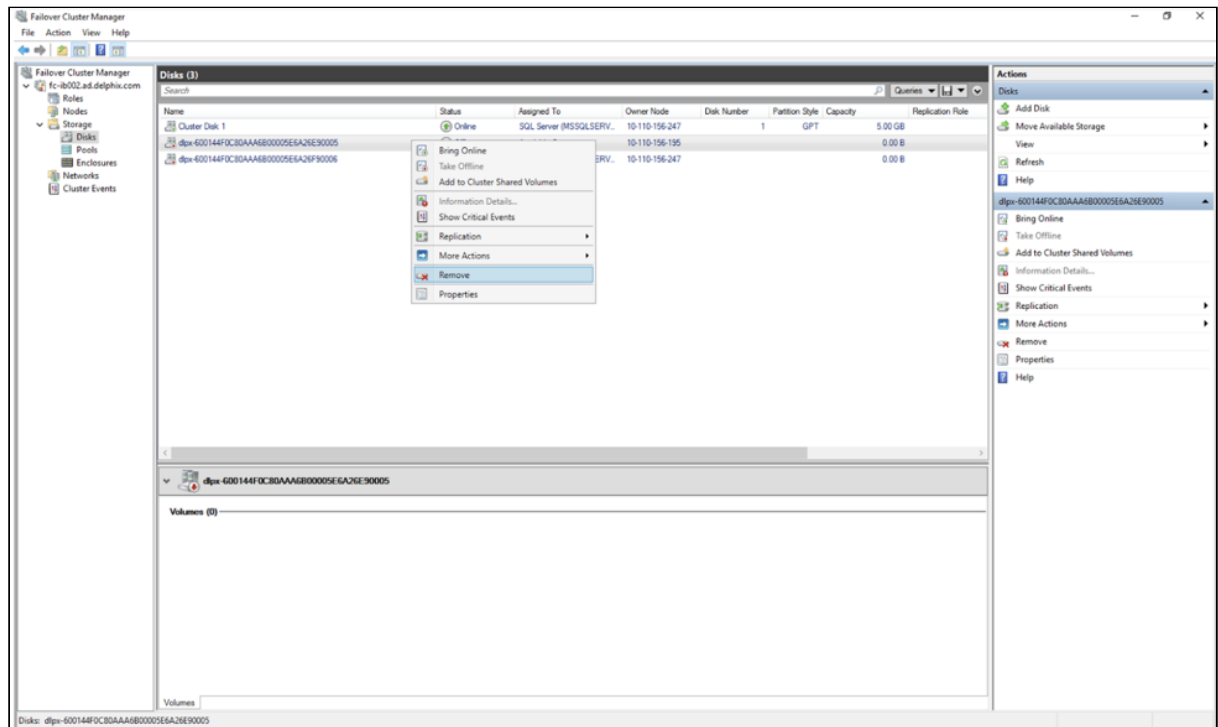 Failover Cluster Manager
File Action View Help
Failover Cluster Manager
fc-ib002.ad.delphix.com
Roles
Nodes
Storage
Disks
Pools
Enclosures
Networks
Cluster Events
Disks (3)
Search
Queries
Name Status Assigned To Owner Node Disk Number Partition Style Capacity Replication Role
Cluster Disk 1 Online SQL Server (MSSQLSERV... 10-110-156-247 1 GPT 5.00 GB
dlpx-600144F0C80AAA6B00005E6A26E90005 10-110-156-195 0.00 B
dlpx-600144F0C80AAA6B00005E6A26F90006 ERV... 10-110-156-247 0.00 B
Bring Online
Take Offline
Add to Cluster Shared Volumes
Information Details...
Show Critical Events
Replication
More Actions
Remove
Properties
dlpx-600144F0C80AAA6B00005E6A26E90005
Volumes (0)
Volumes
Actions
Disks
Add Disk
Move Available Storage
View
Refresh
Help
dlpx-600144F0C80AAA6B00005E6A26E90005
Bring Online
Take Offline
Add to Cluster Shared Volumes
Information Details...
Show Critical Events
Replication
More Actions
Remove
Properties
Help
Disks: dlpx-600144F0C80AAA6B00005E6A26E90005